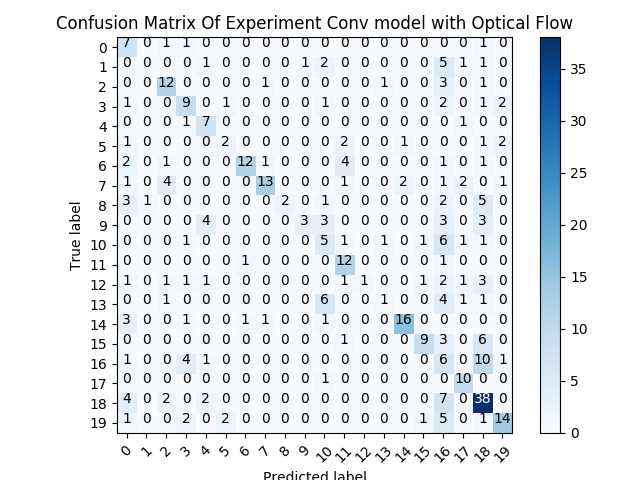 Confusion Matrix Of Experiment Conv model with Optical Flow
True label
0 7 0 1 1 0 0 0 0 0 0 0 0 0 0 0 0 0 0 1 0
1 0 0 0 0 1 0 0 0 0 1 2 0 0 0 0 0 5 1 1 0
2 0 0 12 0 0 0 0 1 0 0 0 0 0 1 0 0 3 0 1 0
3 1 0 0 9 0 1 0 0 0 0 1 0 0 0 0 0 2 0 1 2
4 0 0 0 1 7 0 0 0 0 0 0 0 0 0 0 0 0 1 0 0
5 1 0 0 0 0 2 0 0 0 0 0 2 0 0 1 0 0 0 1 2
6 2 0 1 0 0 0 12 1 0 0 0 4 0 0 0 0 1 0 1 0
7 1 0 4 0 0 0 0 13 0 0 0 1 0 0 2 0 1 2 0 1
8 3 1 0 0 0 0 0 0 2 0 1 0 0 0 0 0 2 0 5 0
9 0 0 0 0 4 0 0 0 0 3 3 0 0 0 0 0 3 0 3 0
10 0 0 0 1 0 0 0 0 0 0 5 1 0 1 0 1 6 1 1 0
11 0 0 0 0 0 0 1 0 0 0 0 12 0 0 0 0 1 0 0 0
12 1 0 1 1 1 0 0 0 0 0 0 1 1 0 0 1 2 1 3 0
13 0 0 1 0 0 0 0 0 0 0 6 0 0 1 0 0 4 1 1 0
14 3 0 0 1 0 0 1 1 0 0 1 0 0 0 16 0 0 0 0 0
15 0 0 0 0 0 0 0 0 0 0 0 1 0 0 0 9 3 0 6 0
16 1 0 0 4 1 0 0 0 0 0 0 0 0 0 0 0 6 0 10 1
17 0 0 0 0 0 0 0 0 0 0 1 0 0 0 0 0 0 10 0 0
18 4 0 2 0 2 0 0 0 0 0 0 0 0 0 0 0 7 0 38 0
19 1 0 0 2 0 2 0 0 0 0 0 0 0 0 0 1 5 0 1 14
0 1 2 3 4 5 6 7 8 9 10 11 12 13 14 15 16 17 18 19
Predicted label
35
30
25
20
15
10
5
0